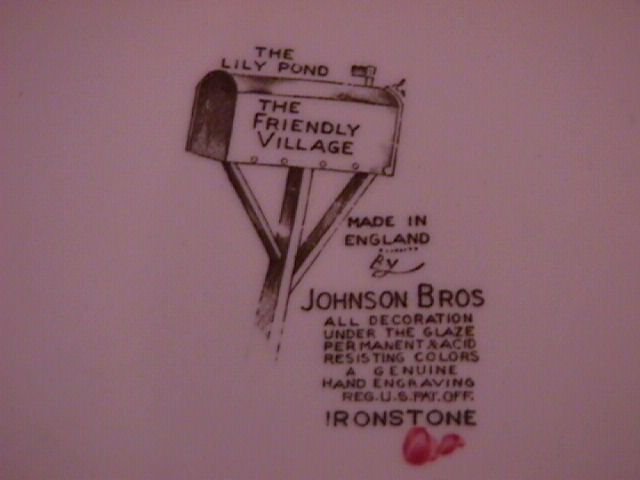 THE
LILY POND
THE
FRIENDLY
VILLAGE
MADE IN
ENGLAND
By
JOHNSON BROS
ALL DECORATION
UNDER THE GLAZE
PERMANENT & ACID
RESISTING COLORS
A GENUINE
HAND ENGRAVING
REG. U.S. PAT. OFF.
IRONSTONE